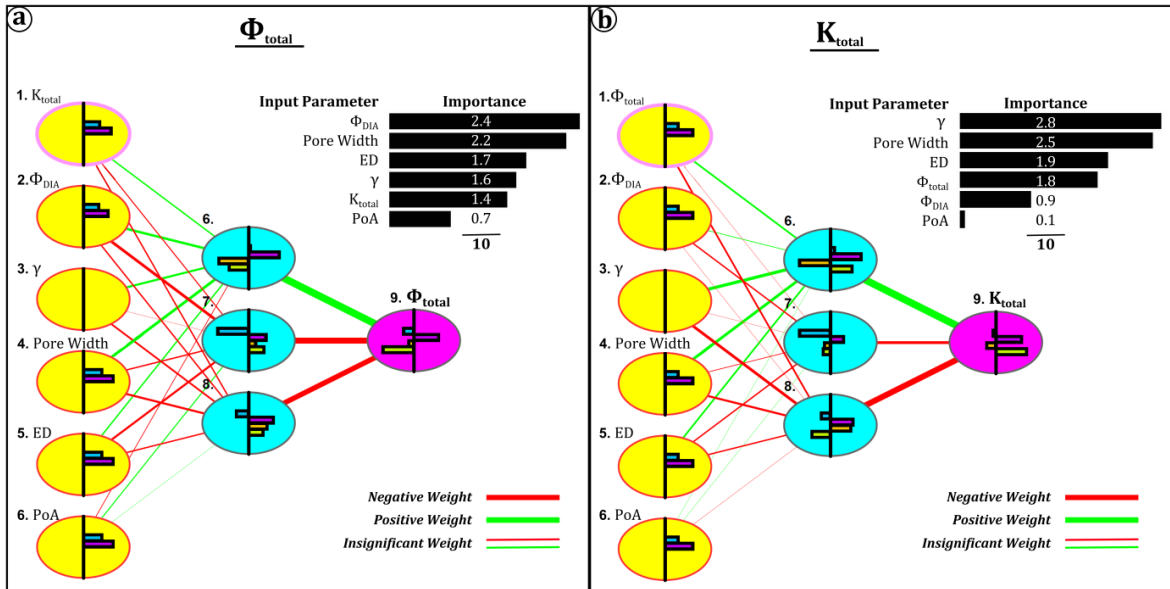 a
Φtotal
1. Ktotal
2. ΦDIA
3. γ
4. Pore Width
5. ED
6. PoA
6.
7.
8.
9. Φtotal
Input Parameter Importance
ΦDIA 2.4
Pore Width 2.2
ED 1.7
γ 1.6
Ktotal 1.4
PoA 0.7
10
Negative Weight
Positive Weight
Insignificant Weight
b
Ktotal
1.Φtotal
2. ΦDIA
3. γ
4. Pore Width
5. ED
6. PoA
6.
7.
8.
9. Ktotal
Input Parameter Importance
γ 2.8
Pore Width 2.5
ED 1.9
Φtotal 1.8
ΦDIA 0.9
PoA 0.1
10
Negative Weight
Positive Weight
Insignificant Weight